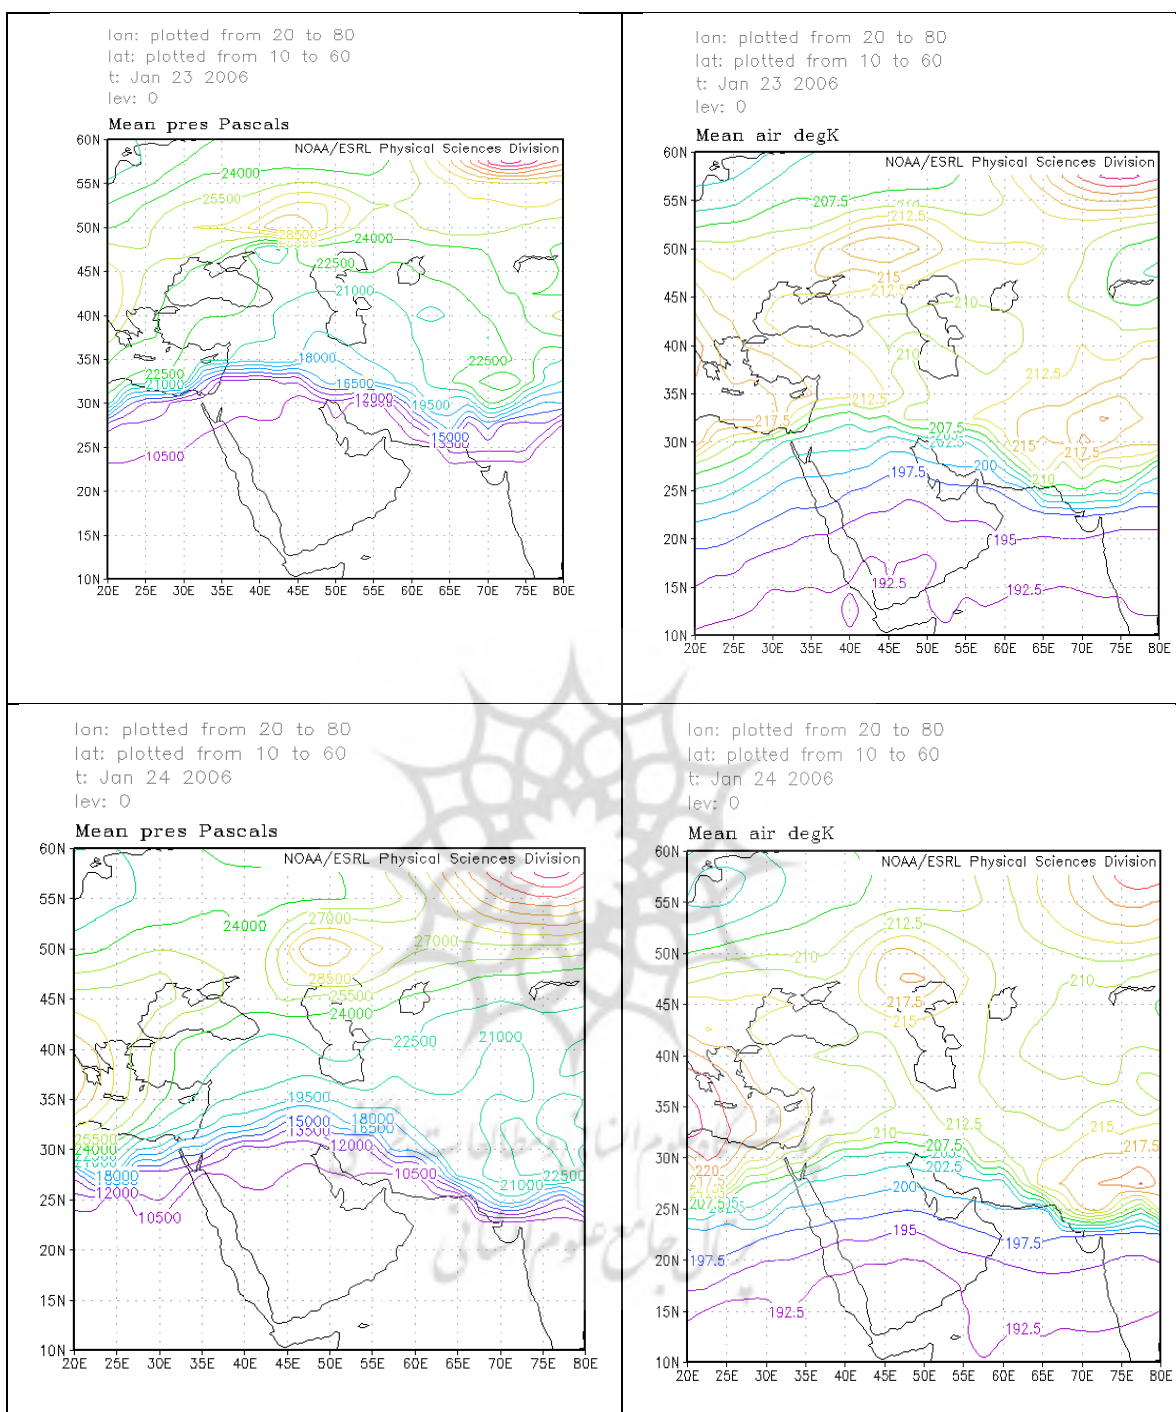 lon: plotted from 20 to 80
lat: plotted from 10 to 60
t: Jan 23 2006
lev: 0
Mean pres Pascals
NOAA/ESRL Physical Sciences Division
60N
55N
50N
45N
40N
35N
30N
25N
20N
15N
10N
24000
25500
28500
24000
22500
21000
18000
22500
22500
21000
16500
12000
19500
15000
10500
20E 25E 30E 35E 40E 45E 50E 55E 60E 65E 70E 75E 80E
lon: plotted from 20 to 80
lat: plotted from 10 to 60
t: Jan 23 2006
lev: 0
Mean air degK
NOAA/ESRL Physical Sciences Division
60N
55N
50N
45N
40N
35N
30N
25N
20N
15N
10N
207.5
210
212.5
215
212.5
210
210
212.5
212.5
217.5
207.5
215
217.5
200
210
197.5
195
192.5
192.5
20E 25E 30E 35E 40E 45E 50E 55E 60E 65E 70E 75E 80E
lon: plotted from 20 to 80
lat: plotted from 10 to 60
t: Jan 24 2006
lev: 0
Mean pres Pascals
NOAA/ESRL Physical Sciences Division
60N
55N
50N
45N
40N
35N
30N
25N
20N
15N
10N
27000
24000
27000
28500
25500
24000
22500
21000
19500
15000
18000
16500
13500
12000
25500
24000
21000
18000
12000
10500
10500
21000
22500
20E 25E 30E 35E 40E 45E 50E 55E 60E 65E 70E 75E 80E
lon: plotted from 20 to 80
lat: plotted from 10 to 60
t: Jan 24 2006
lev: 0
Mean air degK
NOAA/ESRL Physical Sciences Division
60N
55N
50N
45N
40N
35N
30N
25N
20N
15N
10N
212.5
210
210
217.5
215
212.5
210
207.5
202.5
200
215
217.5
220
217.5
207.5
195
197.5
197.5
192.5
192.5
20E 25E 30E 35E 40E 45E 50E 55E 60E 65E 70E 75E 80E